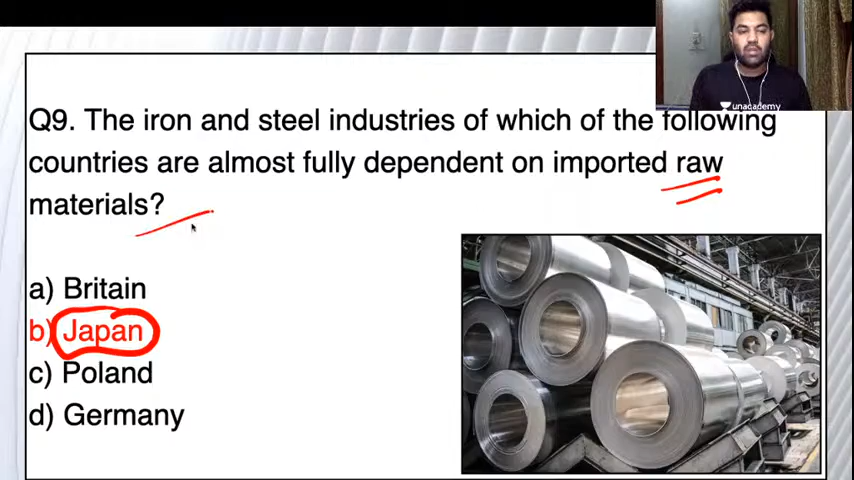 unacademy
Q9. The iron and steel industries of which of the following
countries are almost fully dependent on imported raw
materials?
a) Britain
b) Japan
c) Poland
d) Germany